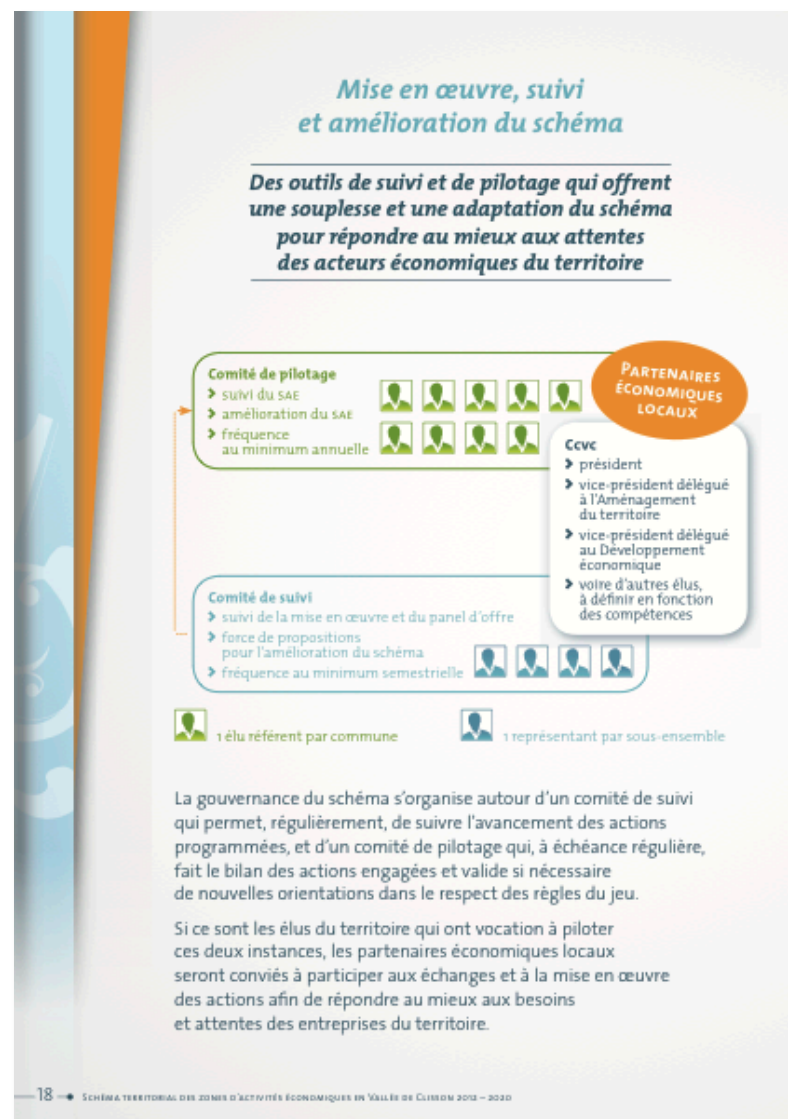 Mise en œuvre, suivi
et amélioration du schéma
Des outils de suivi et de pilotage qui offrent
une souplesse et une adaptation du schéma
pour répondre au mieux aux attentes
des acteurs économiques du territoire
Comité de pilotage
suivi du SAE
amélioration du SAE
fréquence
au minimum annuelle
PARTENAIRES
ÉCONOMIQUES
LOCAUX
CCVC
président
vice-président délégué
à l'Aménagement
du territoire
vice-président délégué
au Développement
économique
voire d'autres élus,
à définir en fonction
des compétences
Comité de suivi
suivi de la mise en œuvre et du panel d'offre
force de propositions
pour l'amélioration du schéma
fréquence au minimum semestrielle
1 élu référent par commune
1 représentant par sous-ensemble
La gouvernance du schéma s'organise autour d'un comité de suivi
qui permet, régulièrement, de suivre l'avancement des actions
programmées, et d'un comité de pilotage qui, à échéance régulière,
fait le bilan des actions engagées et valide si nécessaire
de nouvelles orientations dans le respect des règles du jeu.
Si ce sont les élus du territoire qui ont vocation à piloter
ces deux instances, les partenaires économiques locaux
seront conviés à participer aux échanges et à la mise en œuvre
des actions afin de répondre au mieux aux besoins
et attentes des entreprises du territoire.
18 SCHÉMA TERRITORIAL DES ZONES D'ACTIVITÉS ÉCONOMIQUES EN VALLÉE DE CLISSON 2012 – 2020